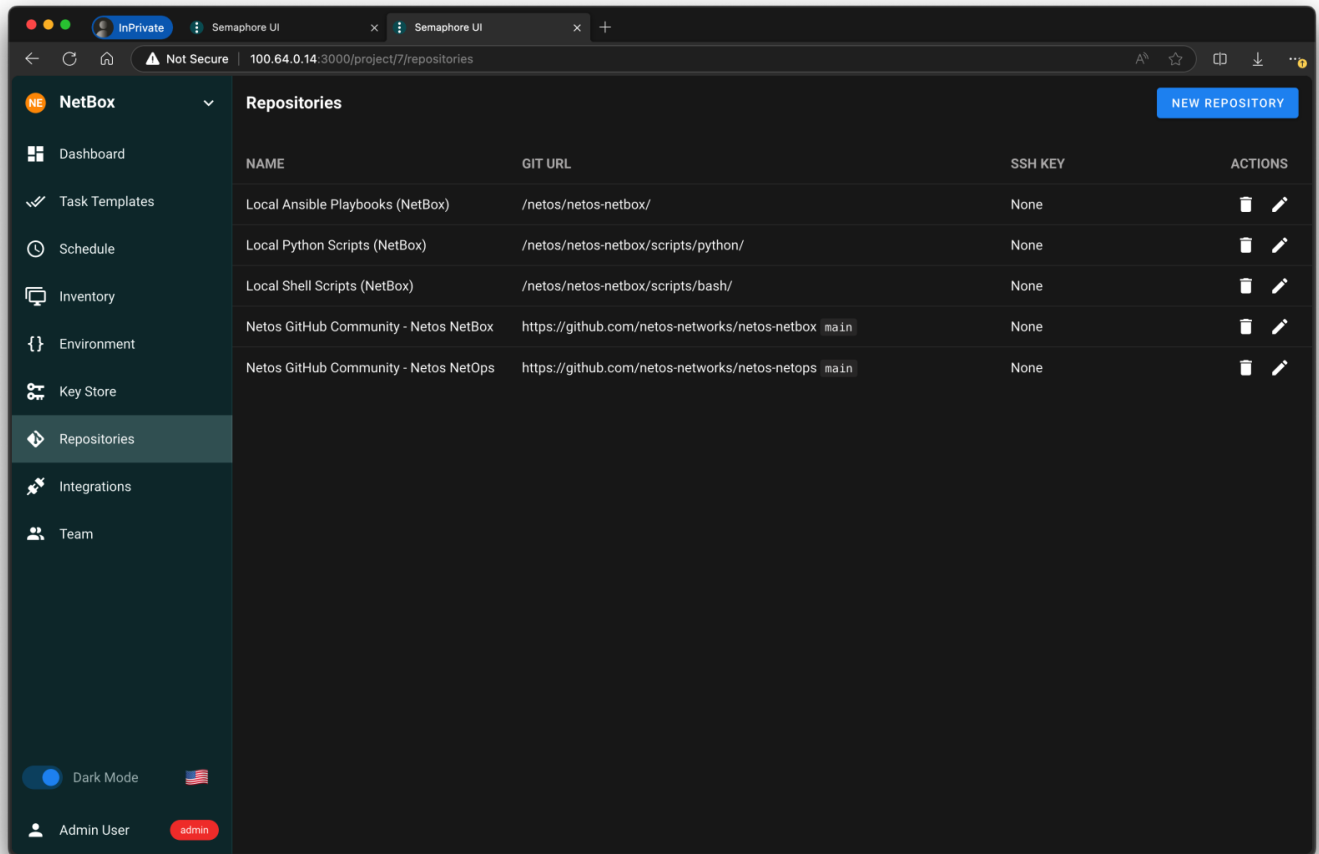 InPrivate Semaphore UI Semaphore UI
Not Secure 100.64.0.14:3000/project/7/repositories
NE NetBox
Dashboard
Task Templates
Schedule
Inventory
Environment
Key Store
Repositories
Integrations
Team
Dark Mode
Admin User admin
Repositories NEW REPOSITORY
NAME GIT URL SSH KEY ACTIONS
Local Ansible Playbooks (NetBox) /netos/netos-netbox/ None
Local Python Scripts (NetBox) /netos/netos-netbox/scripts/python/ None
Local Shell Scripts (NetBox) /netos/netos-netbox/scripts/bash/ None
Netos GitHub Community - Netos NetBox https://github.com/netos-networks/netos-netbox main None
Netos GitHub Community - Netos NetOps https://github.com/netos-networks/netos-netops main None